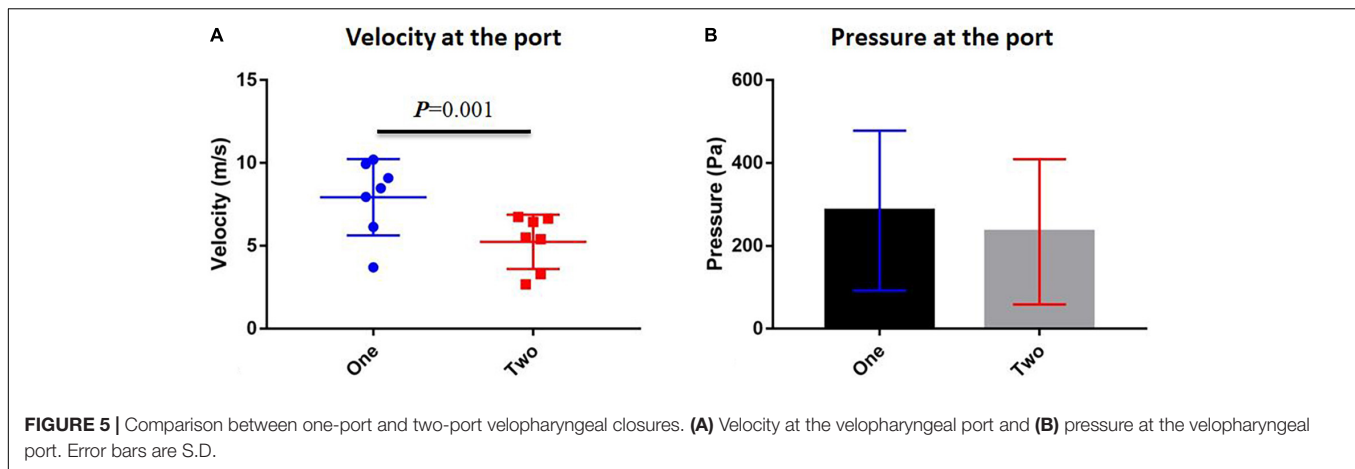 A Velocity at the port
Velocity (m/s)
15
10
5
0
P=0.001
One Two
B Pressure at the port
Pressure (Pa)
600
400
200
0
One Two
FIGURE 5 | Comparison between one-port and two-port velopharyngeal closures. (A) Velocity at the velopharyngeal port and (B) pressure at the velopharyngeal
port. Error bars are S.D.